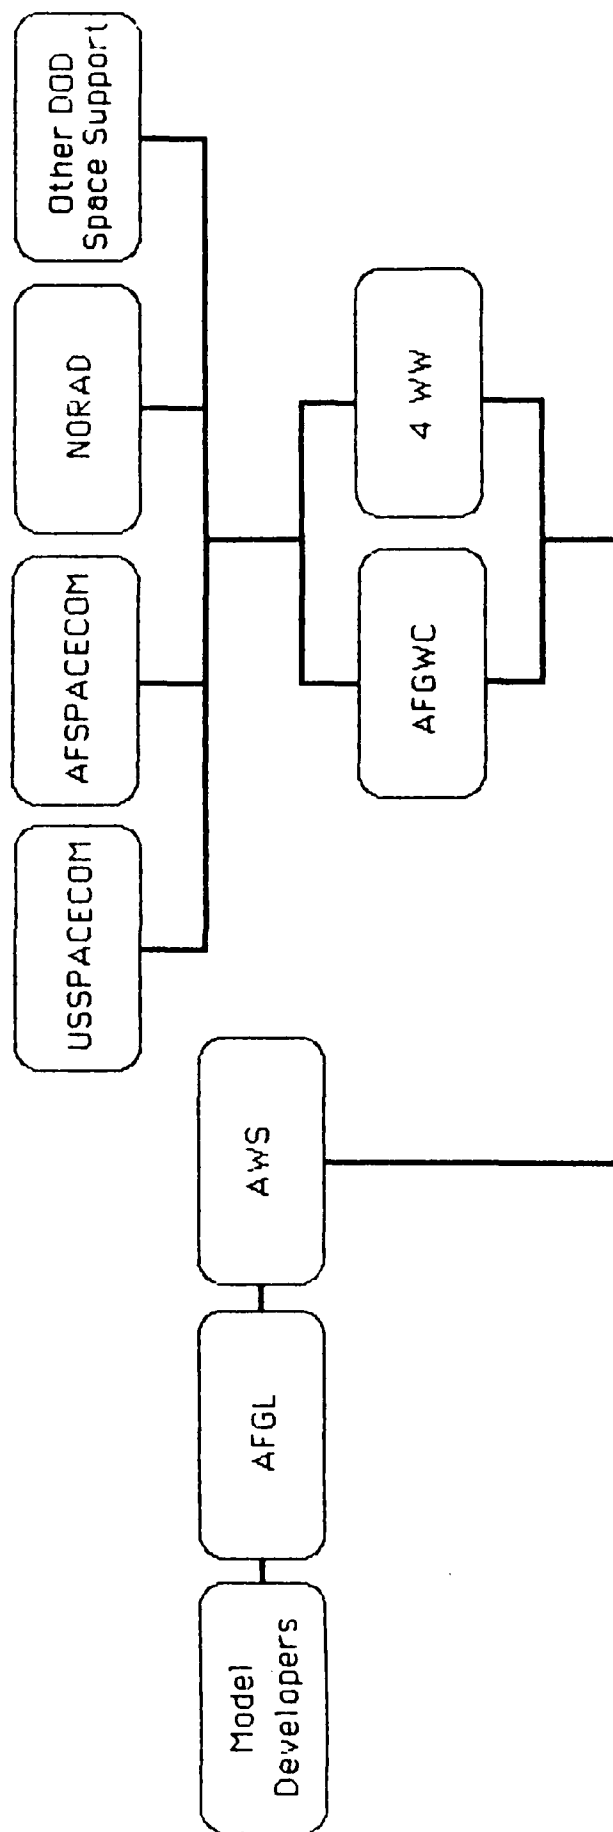 USSPACECOM
AFSPACECOM
NORAD
Other DOD
Space Support
Model
Developers
AFGL
AWS
AFGWC
4 WW